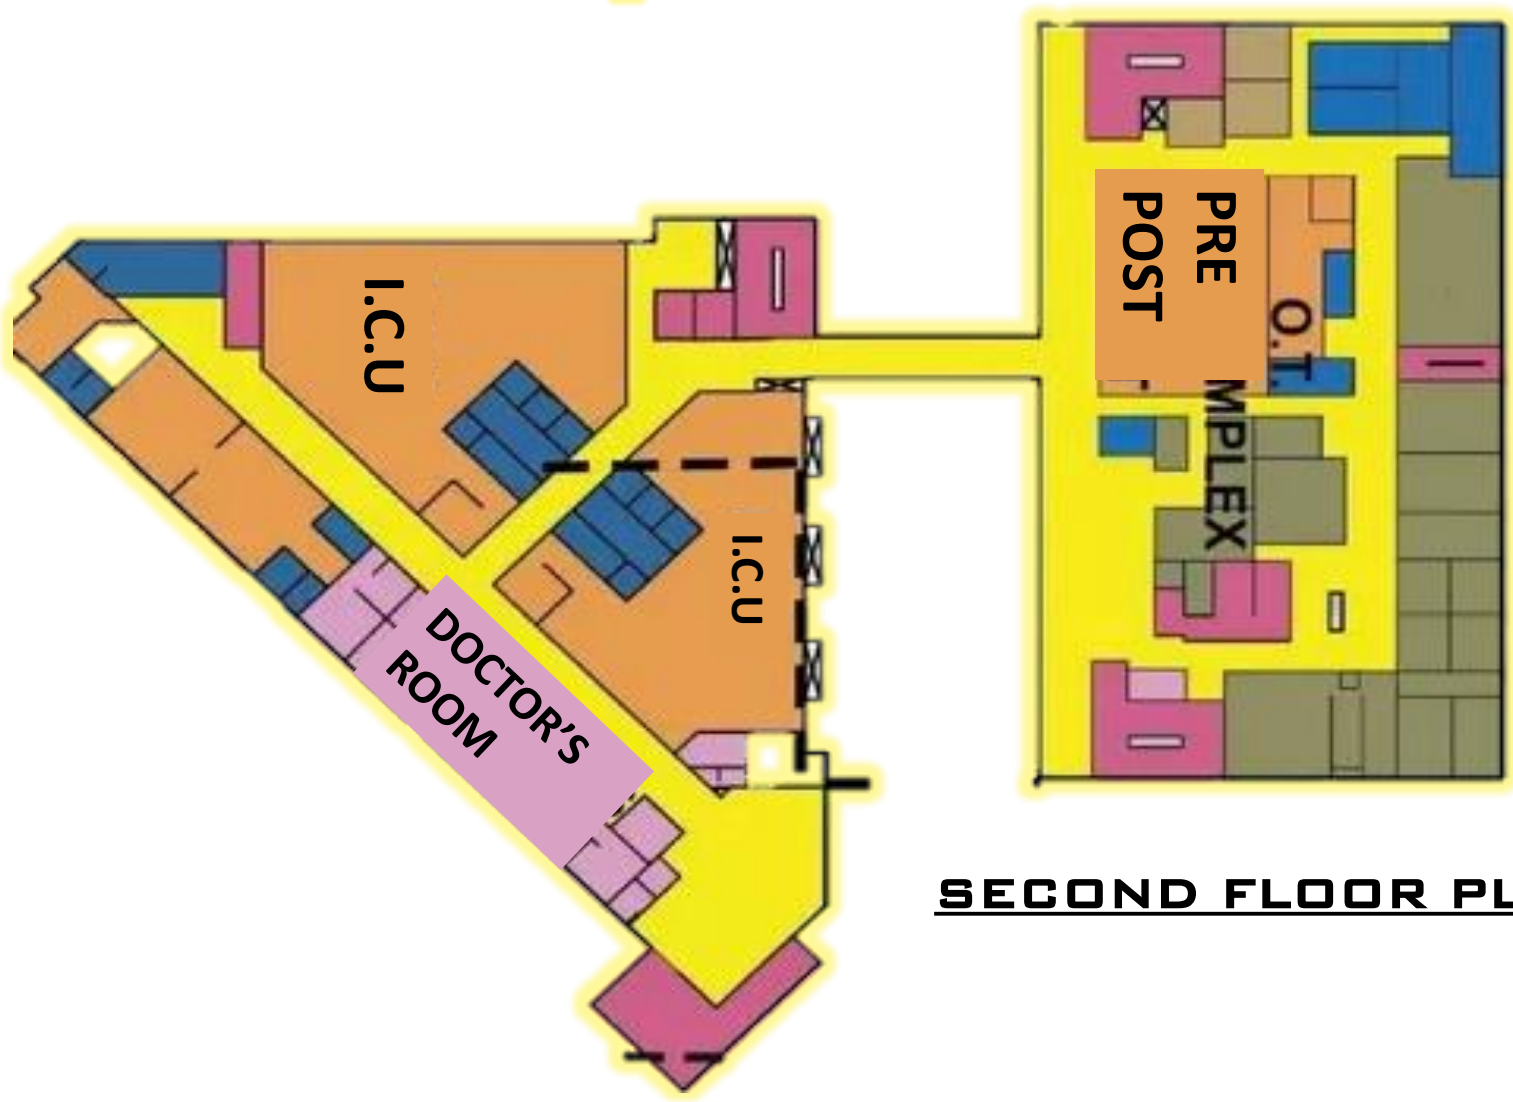 I.C.U
I.C.U
DOCTOR'S
ROOM
PRE
POST
O.T.
MPLEX
SECOND FLOOR PL